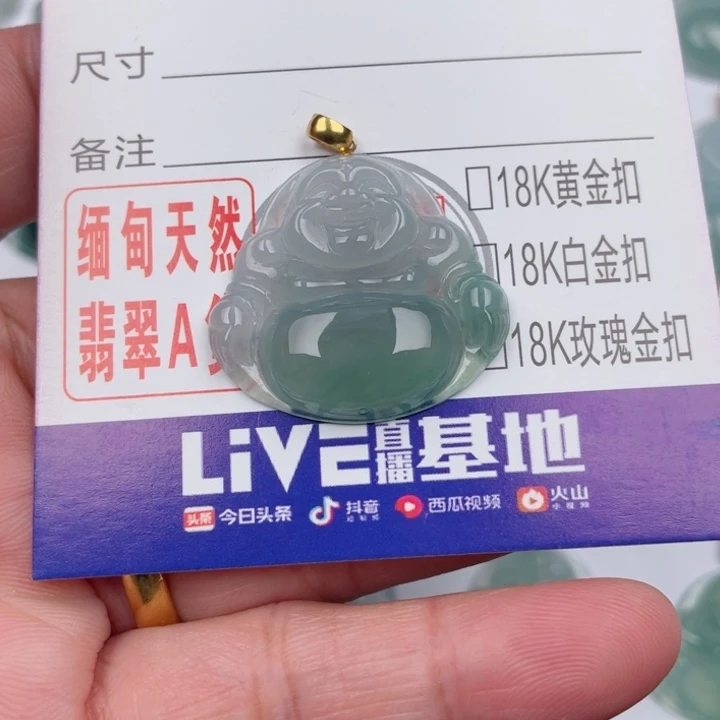 尺寸
备注
缅甸天然
翡翠A
□18K黄金扣
□18K白金扣
□18K玫瑰金扣
LiVE直播基地
头条 今日头条 抖音 西瓜视频 火山